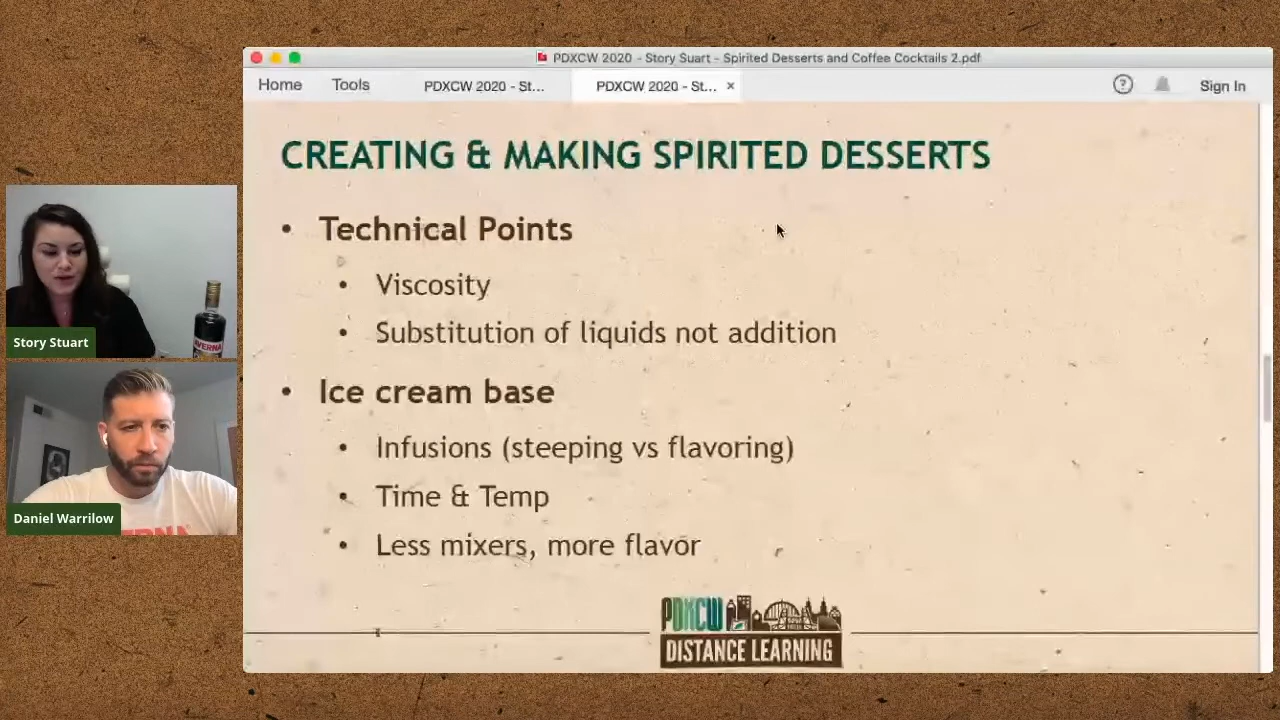 PDXCW 2020 - Story Suart - Spirited Desserts and Coffee Cocktails 2.pdf
Home Tools PDXCW 2020 - St... PDXCW 2020 - St... × ? Sign In
CREATING & MAKING SPIRITED DESSERTS
• Technical Points
• Viscosity
• Substitution of liquids not addition
• Ice cream base
• Infusions (steeping vs flavoring)
• Time & Temp
• Less mixers, more flavor
PDXCW
DISTANCE LEARNING
AVERNA
Story Stuart
Daniel Warrilow